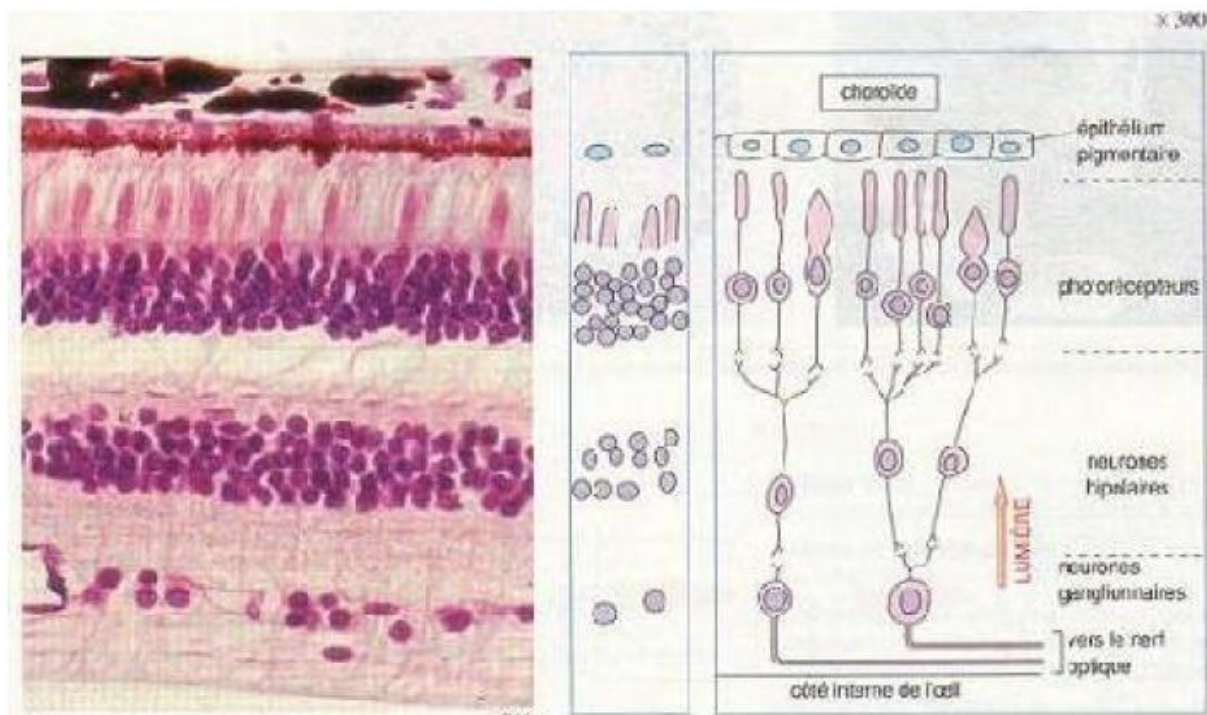 × 300
choroïde
épithélium
pigmentaire
photorécepteurs
neurones
bipolaires
LUMIÈRE
neurones
ganglionnaires
vers le nerf
optique
côté interne de l'œil